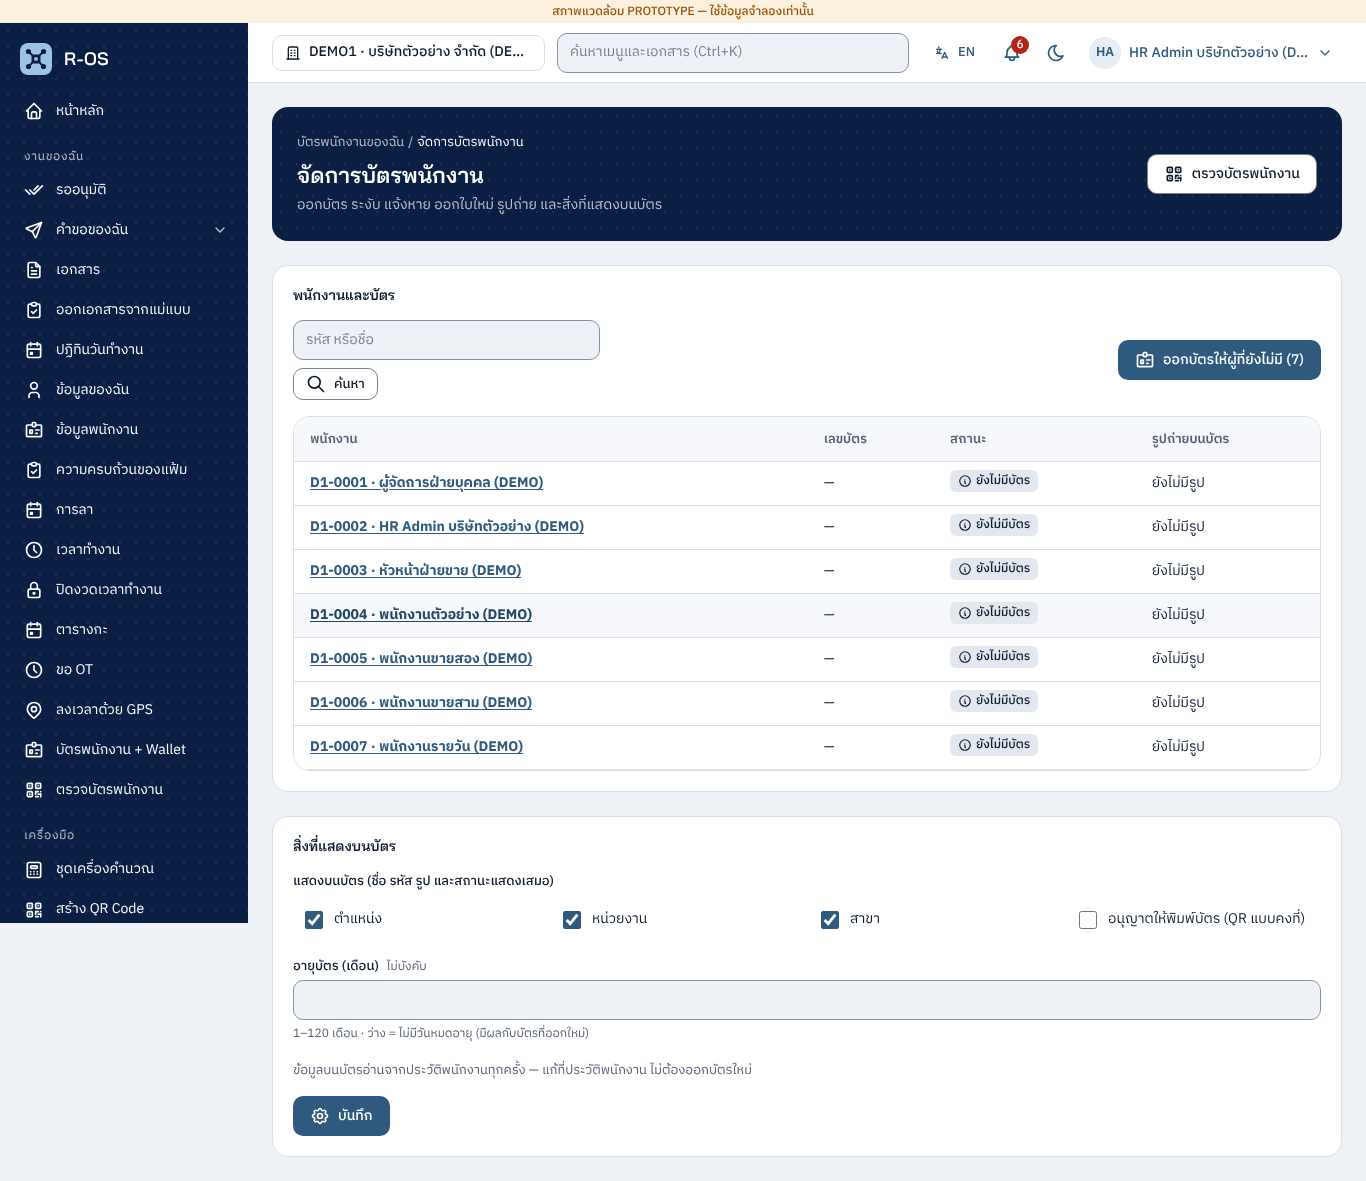 สภาพแวดล้อม PROTOTYPE — ใช้ข้อมูลจำลองเท่านั้น
R-OS
DEMO1 · บริษัทตัวอย่าง จำกัด (DE...
ค้นหาเมนูและเอกสาร (Ctrl+K)
EN
6
HA
HR Admin บริษัทตัวอย่าง (D...
หน้าหลัก
งานของฉัน
รออนุมัติ
คำขอของฉัน
เอกสาร
ออกเอกสารจากแม่แบบ
ปฏิทินวันทำงาน
ข้อมูลของฉัน
ข้อมูลพนักงาน
ความครบถ้วนของแฟ้ม
การลา
เวลาทำงาน
ปิดงวดเวลาทำงาน
ตารางกะ
ขอ OT
ลงเวลาด้วย GPS
บัตรพนักงาน + Wallet
ตรวจบัตรพนักงาน
เครื่องมือ
ชุดเครื่องคำนวณ
สร้าง QR Code
บัตรพนักงานของฉัน / จัดการบัตรพนักงาน
จัดการบัตรพนักงาน
ออกบัตร ระงับ แจ้งหาย ออกใบใหม่ รูปถ่าย และสิ่งที่แสดงบนบัตร
ตรวจบัตรพนักงาน
พนักงานและบัตร
รหัส หรือชื่อ
ค้นหา
ออกบัตรให้ผู้ที่ยังไม่มี (7)
พนักงาน เลขบัตร สถานะ รูปถ่ายบนบัตร
D1-0001 · ผู้จัดการฝ่ายบุคคล (DEMO) — ยังไม่มีบัตร ยังไม่มีรูป
D1-0002 · HR Admin บริษัทตัวอย่าง (DEMO) — ยังไม่มีบัตร ยังไม่มีรูป
D1-0003 · หัวหน้าฝ่ายขาย (DEMO) — ยังไม่มีบัตร ยังไม่มีรูป
D1-0004 · พนักงานตัวอย่าง (DEMO) — ยังไม่มีบัตร ยังไม่มีรูป
D1-0005 · พนักงานขายสอง (DEMO) — ยังไม่มีบัตร ยังไม่มีรูป
D1-0006 · พนักงานขายสาม (DEMO) — ยังไม่มีบัตร ยังไม่มีรูป
D1-0007 · พนักงานรายวัน (DEMO) — ยังไม่มีบัตร ยังไม่มีรูป
สิ่งที่แสดงบนบัตร
แสดงบนบัตร (ชื่อ รหัส รูป และสถานะแสดงเสมอ)
ตำแหน่ง หน่วยงาน สาขา อนุญาตให้พิมพ์บัตร (QR แบบคงที่)
อายุบัตร (เดือน) ไม่บังคับ
1–120 เดือน · ว่าง = ไม่มีวันหมดอายุ (มีผลกับบัตรที่ออกใหม่)
ข้อมูลบนบัตรอ่านจากประวัติพนักงานทุกครั้ง — แก้ที่ประวัติพนักงาน ไม่ต้องออกบัตรใหม่
บันทึก